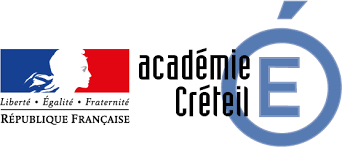 Liberté • Égalité • Fraternité
RÉPUBLIQUE FRANÇAISE
académie
Créteil
É